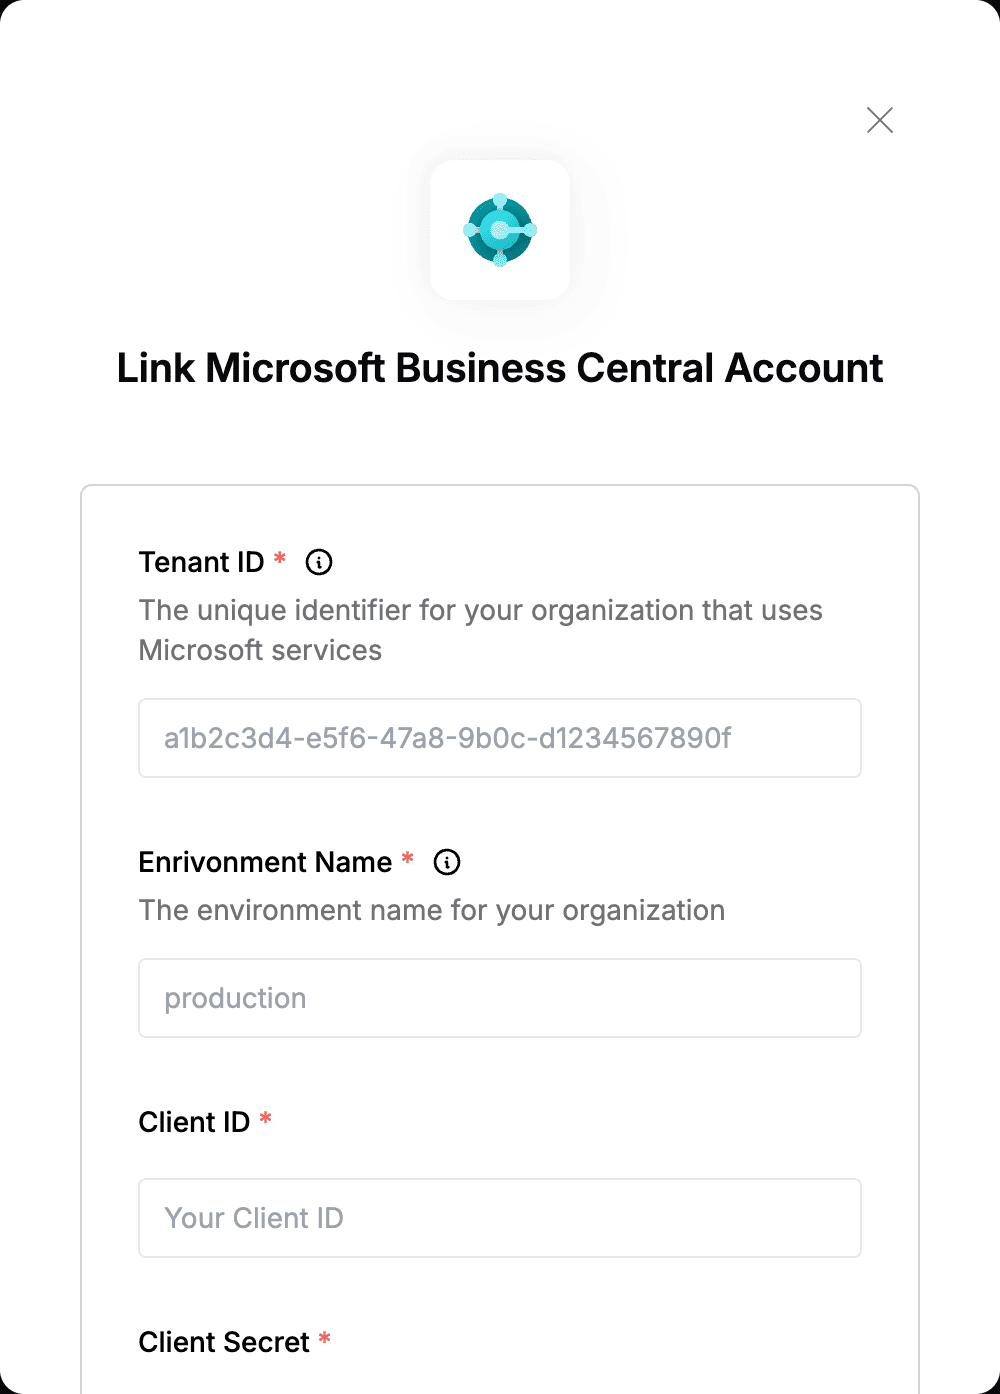 Link Microsoft Business Central Account
Tenant ID *
The unique identifier for your organization that uses
Microsoft services
a1b2c3d4-e5f6-47a8-9b0c-d1234567890f
Enrivonment Name *
The environment name for your organization
production
Client ID *
Your Client ID
Client Secret *